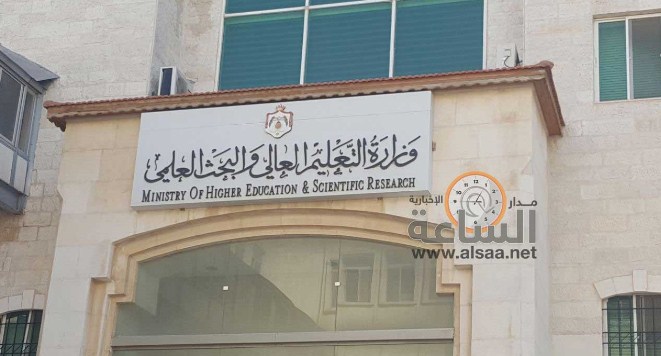 وزارة التعليم العالي والبحث العلمي
MINISTRY OF HIGHER EDUCATION & SCIENTIFIC RESEARCH
مدار
الساعة
الإخبارية
www.alsaa.net